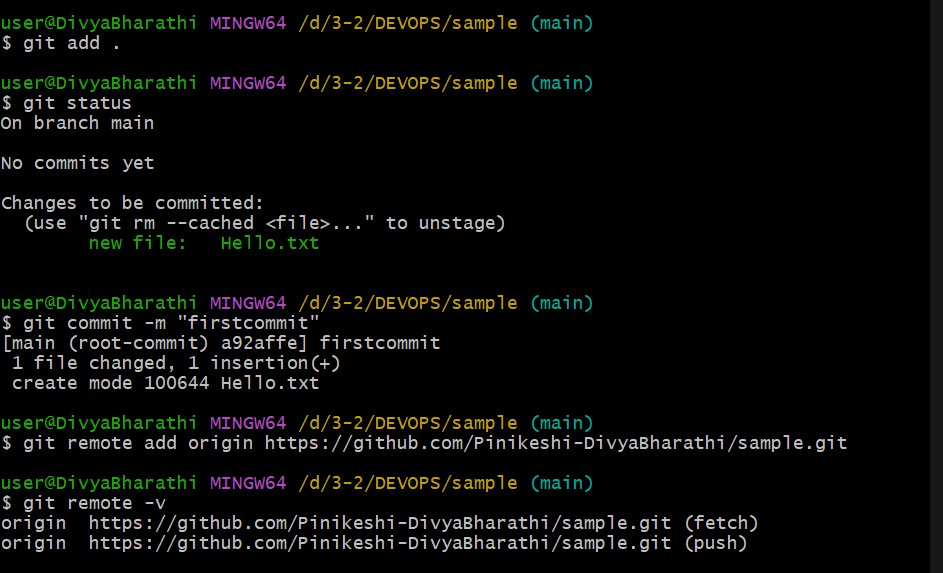 user@DivyaBharathi MINGW64 /d/3-2/DEVOPS/sample (main)
$ git add .
user@DivyaBharathi MINGW64 /d/3-2/DEVOPS/sample (main)
$ git status
On branch main
No commits yet
Changes to be committed:
  (use "git rm --cached <file>..." to unstage)
        new file:   Hello.txt
user@DivyaBharathi MINGW64 /d/3-2/DEVOPS/sample (main)
$ git commit -m "firstcommit"
[main (root-commit) a92affe] firstcommit
 1 file changed, 1 insertion(+)
 create mode 100644 Hello.txt
user@DivyaBharathi MINGW64 /d/3-2/DEVOPS/sample (main)
$ git remote add origin https://github.com/Pinikeshi-DivyaBharathi/sample.git
user@DivyaBharathi MINGW64 /d/3-2/DEVOPS/sample (main)
$ git remote -v
origin  https://github.com/Pinikeshi-DivyaBharathi/sample.git (fetch)
origin  https://github.com/Pinikeshi-DivyaBharathi/sample.git (push)